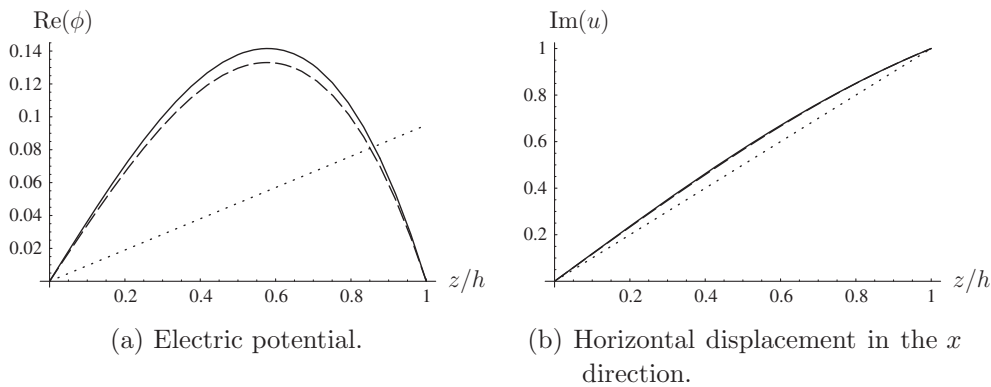 Re(ϕ)
0.14
0.12
0.1
0.08
0.06
0.04
0.02
0.2 0.4 0.6 0.8 1
z/h
(a) Electric potential.
Im(u)
1
0.8
0.6
0.4
0.2
0.2 0.4 0.6 0.8 1
z/h
(b) Horizontal displacement in the x
direction.